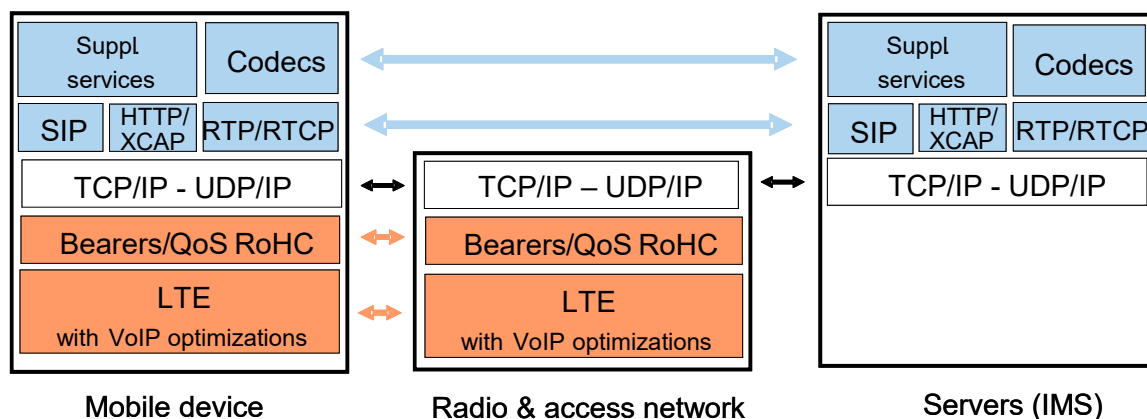 Suppl.
services
Codecs
SIP
HTTP/
XCAP
RTP/RTCP
TCP/IP - UDP/IP
Bearers/QoS RoHC
LTE
with VoIP optimizations
Mobile device
TCP/IP – UDP/IP
Bearers/QoS RoHC
LTE
with VoIP optimizations
Radio & access network
Suppl.
services
Codecs
SIP
HTTP/
XCAP
RTP/RTCP
TCP/IP - UDP/IP
Servers (IMS)